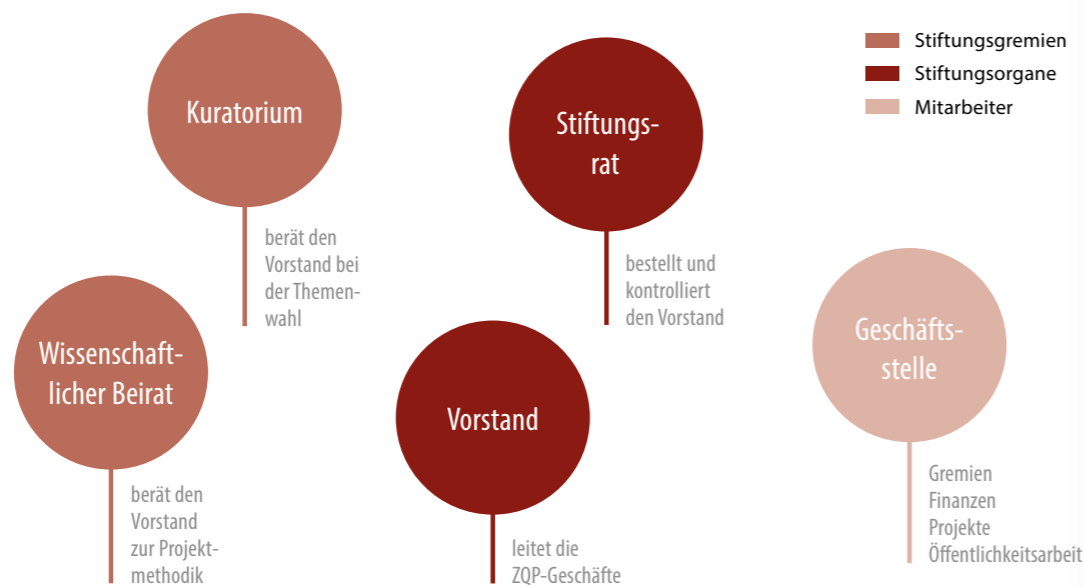 Kuratorium
berät den
Vorstand bei
der Themen-
wahl
Stiftungs-
rat
bestellt und
kontrolliert
den Vorstand
Stiftungsgremien
Stiftungsorgane
Mitarbeiter
Wissenschaft-
licher Beirat
berät den
Vorstand
zur Projekt-
methodik
Vorstand
leitet die
ZQP-Geschäfte
Geschäfts-
stelle
Gremien
Finanzen
Projekte
Öffentlichkeitsarbeit